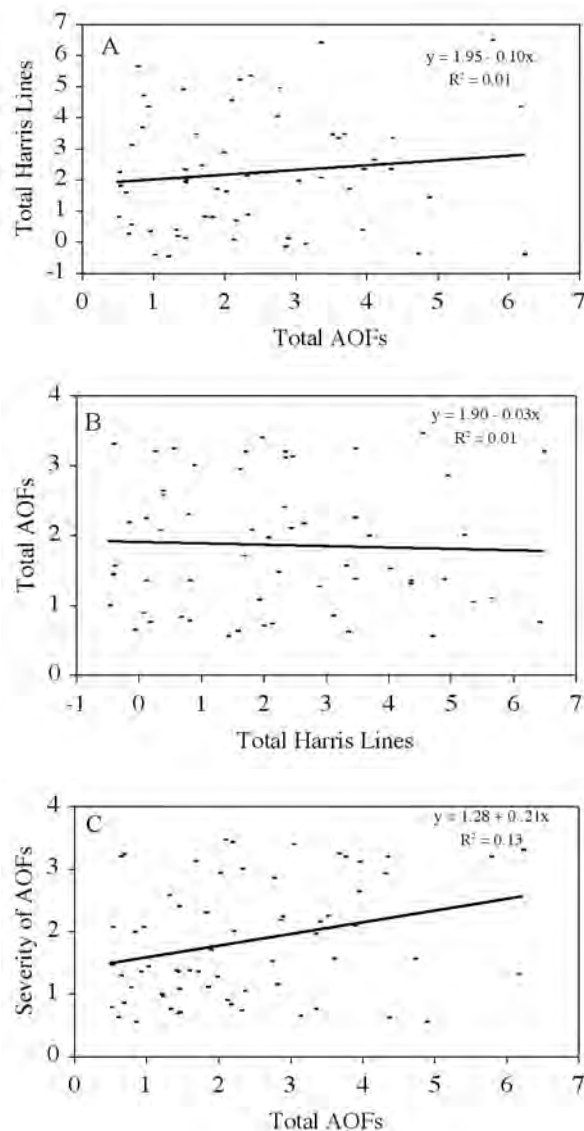 A
y = 1.95 - 0.10x
R² = 0.01
Total Harris Lines
7
6
5
4
3
2
1
0
-1
0 1 2 3 4 5 6 7
Total AOFs
B
y = 1.90 - 0.03x
R² = 0.01
Total AOFs
4
3
2
1
0
-1 0 1 2 3 4 5 6 7
Total Harris Lines
C
y = 1.28 + 0.21x
R² = 0.13
Severity of AOFs
4
3
2
1
0
0 1 2 3 4 5 6 7
Total AOFs